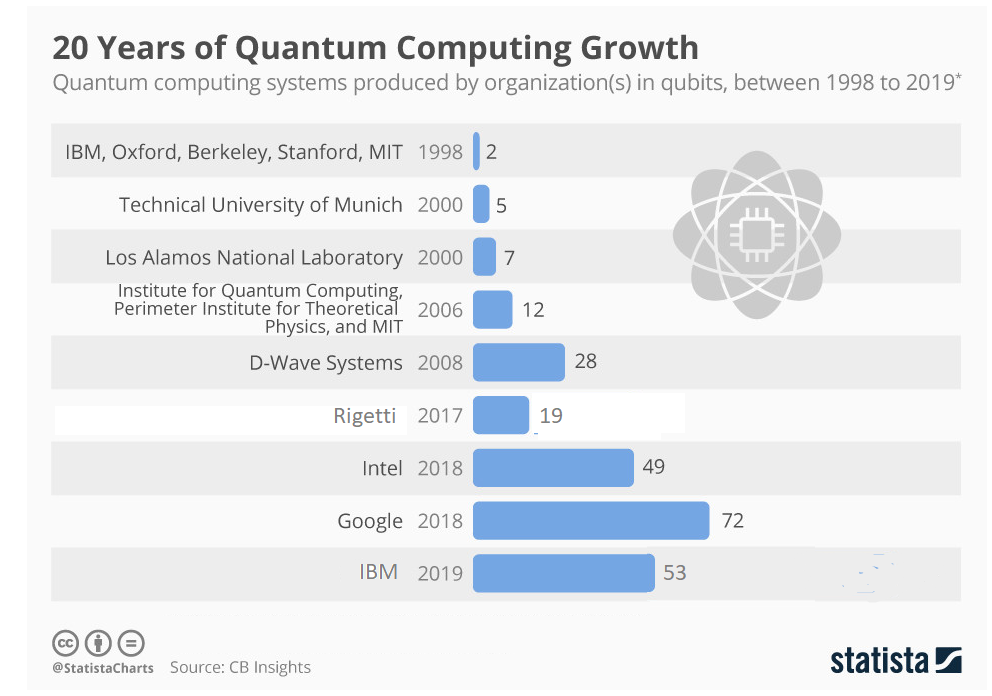 20 Years of Quantum Computing Growth
Quantum computing systems produced by organization(s) in qubits, between 1998 to 2019*
IBM, Oxford, Berkeley, Stanford, MIT 1998 2
Technical University of Munich 2000 5
Los Alamos National Laboratory 2000 7
Institute for Quantum Computing,
Perimeter Institute for Theoretical
Physics, and MIT 2006 12
D-Wave Systems 2008 28
Rigetti 2017 19
Intel 2018 49
Google 2018 72
IBM 2019 53
cc
@StatistaCharts Source: CB Insights
statista